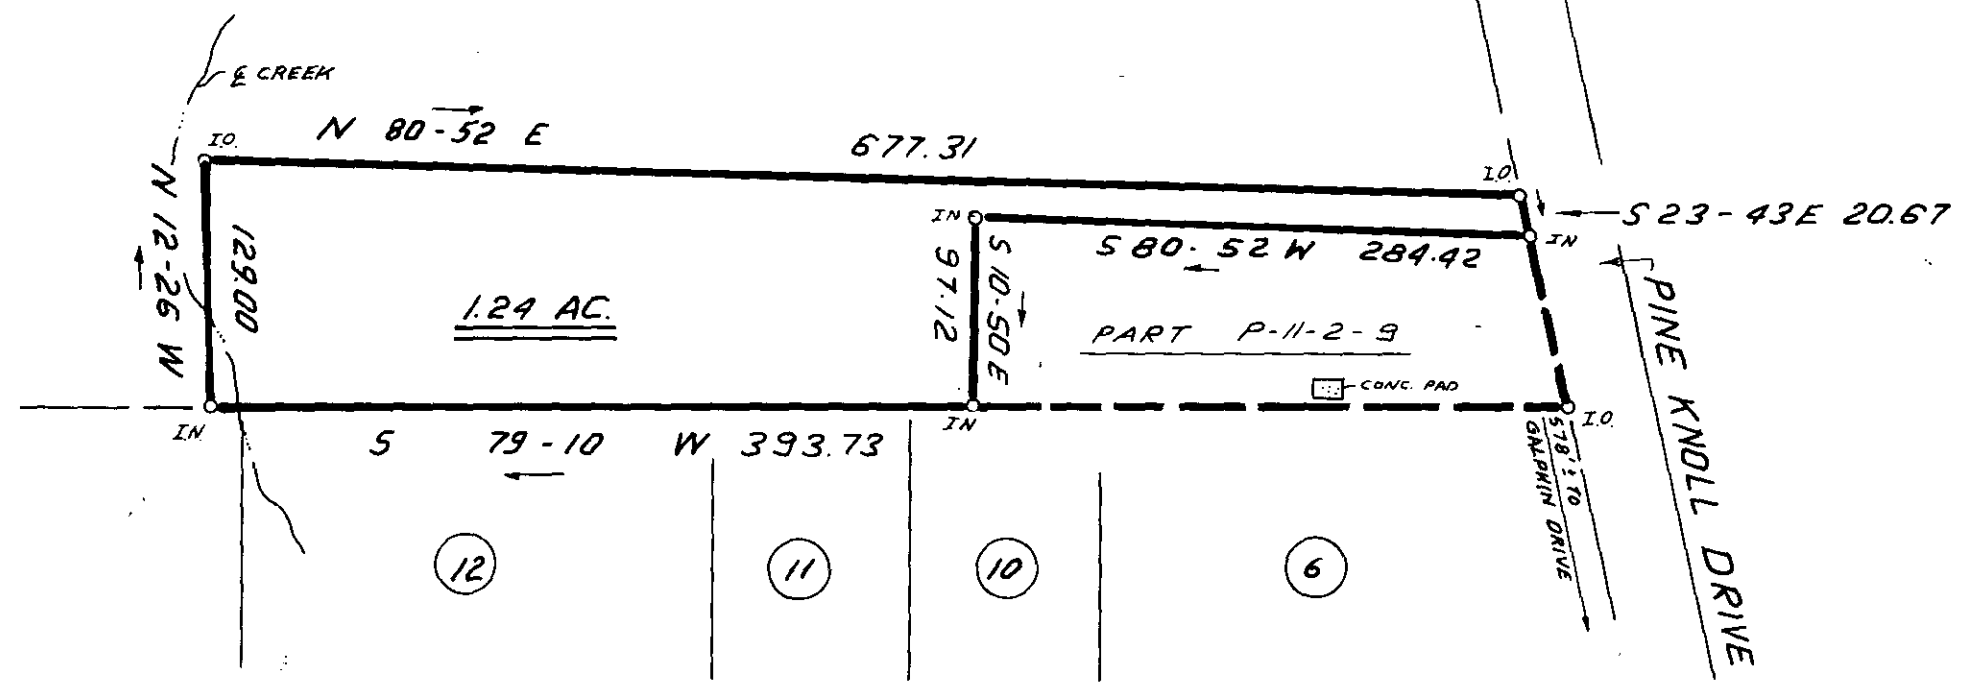 ℄ CREEK
I.O.
N 80-52 E
677.31
I.O.
S 23-43 E 20.67
IN
IN
S 80-52 W 284.42
N 12-26 W
129.00
1.24 AC.
97.12
S 10-50 E
PART P-11-2-9
CONC. PAD
PINE KNOLL DRIVE
IN
S 79-10 W 393.73
IN
I.O.
578'± TO
GALPHIN DRIVE
12
11
10
6